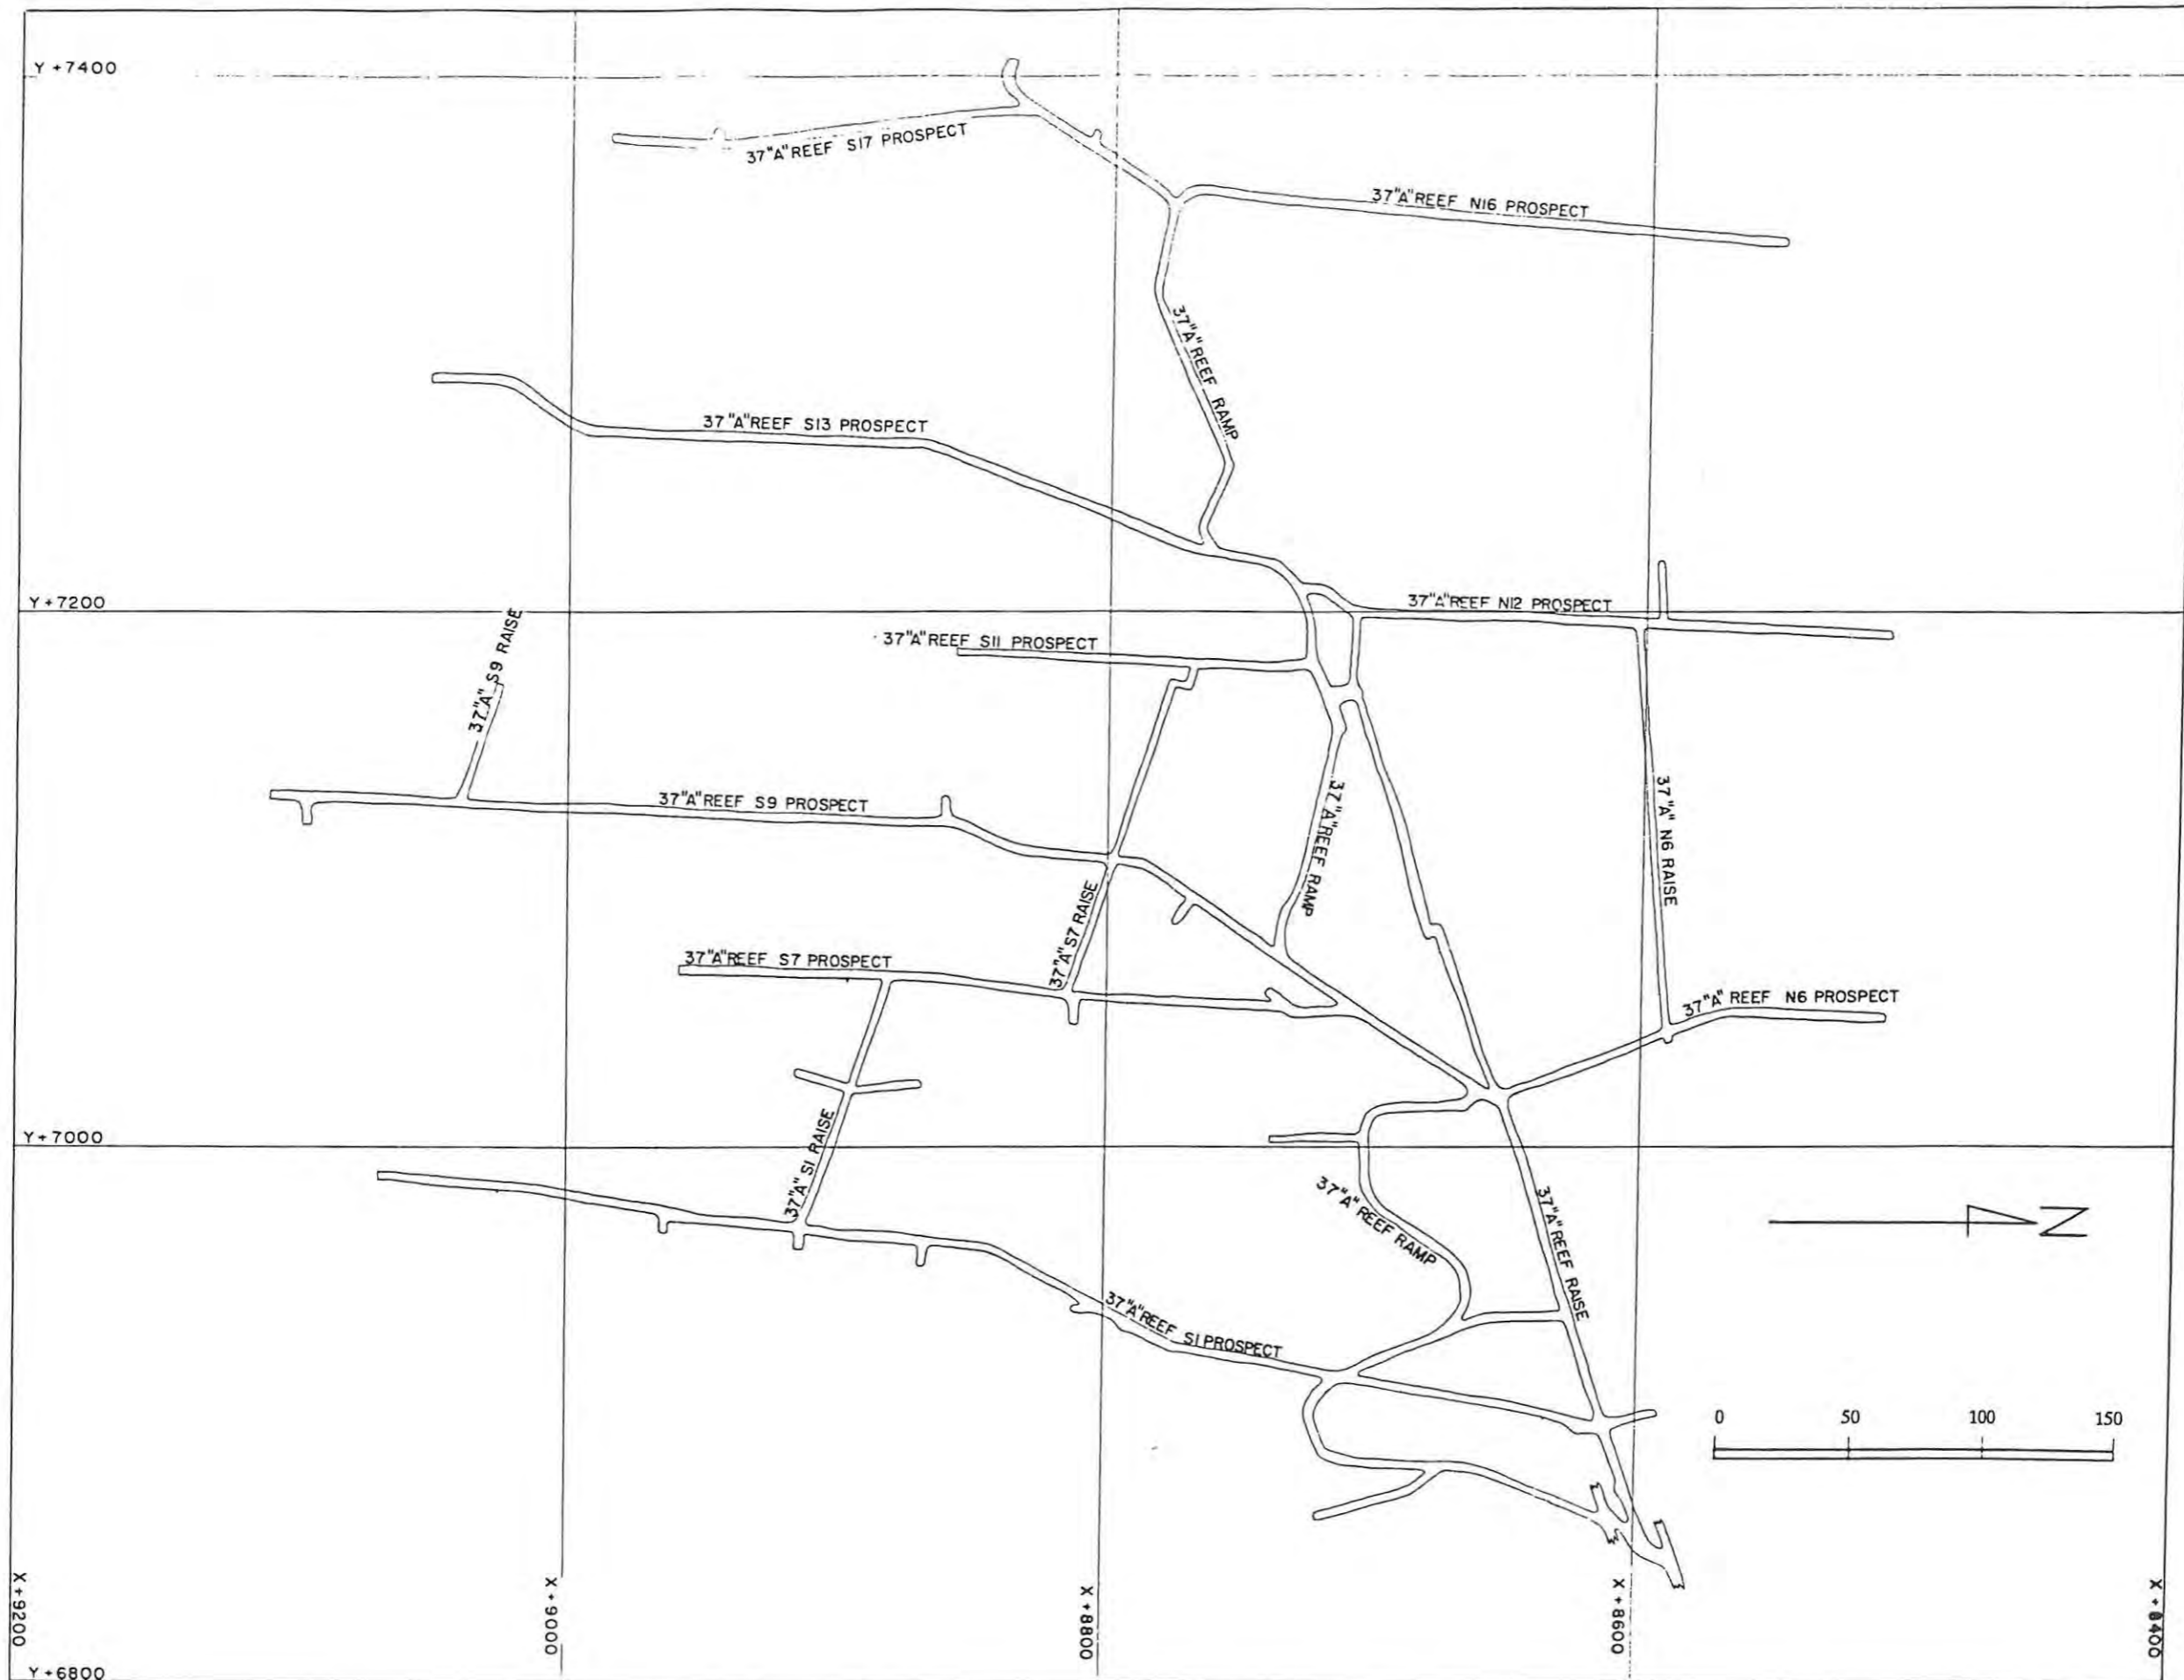 Y +7400
37"A"REEF S17 PROSPECT
37"A"REEF N16 PROSPECT
37"A"REEF RAMP
37"A"REEF S13 PROSPECT
Y +7200
37"A"REEF N12 PROSPECT
37"A" S9 RAISE
37"A"REEF S11 PROSPECT
37"A"REEF S9 PROSPECT
37"A"REEF RAMP
37"A" N6 RAISE
37"A" S7 RAISE
37"A"REEF S7 PROSPECT
37"A" REEF N6 PROSPECT
Y +7000
37"A" S1 RAISE
37"A" REEF RAMP
37"A"REEF RAISE
N
37"A"REEF S1 PROSPECT
0 50 100 150
X +9200
X +9000
X +8800
X +8600
X +8400
Y +6800